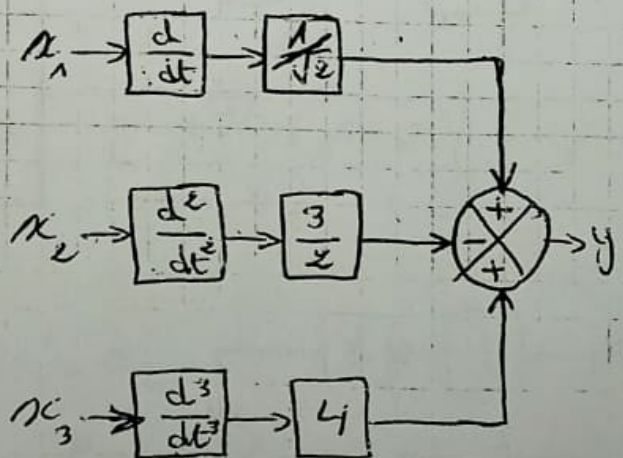 x₁ d/dt 1/√2
+
x₂ d²/dt² 3/2 - y
+
x₃ d³/dt³ 4